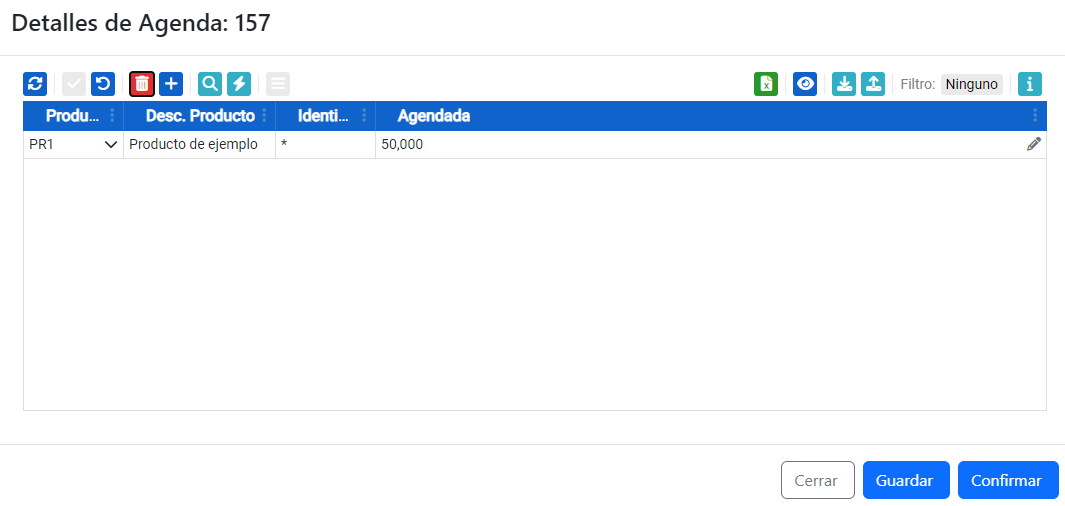 Detalles de Agenda: 157
Filtro: Ninguno
Produ... Desc. Producto Identi... Agendada
PR1 Producto de ejemplo * 50,000
Cerrar Guardar Confirmar